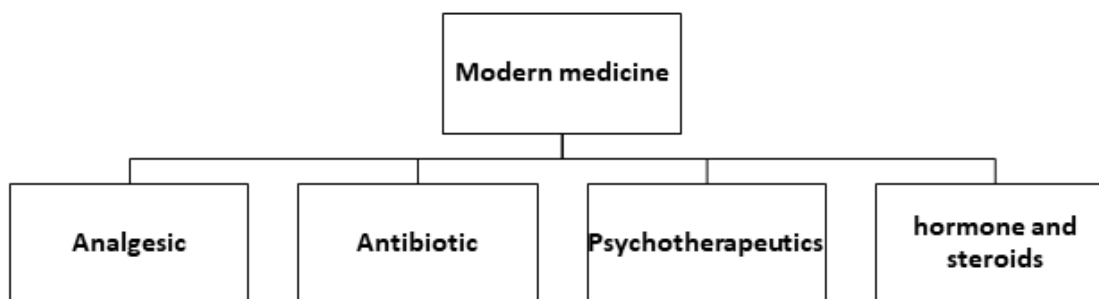 Modern medicine
Analgesic
Antibiotic
Psychotherapeutics
hormone and
steroids